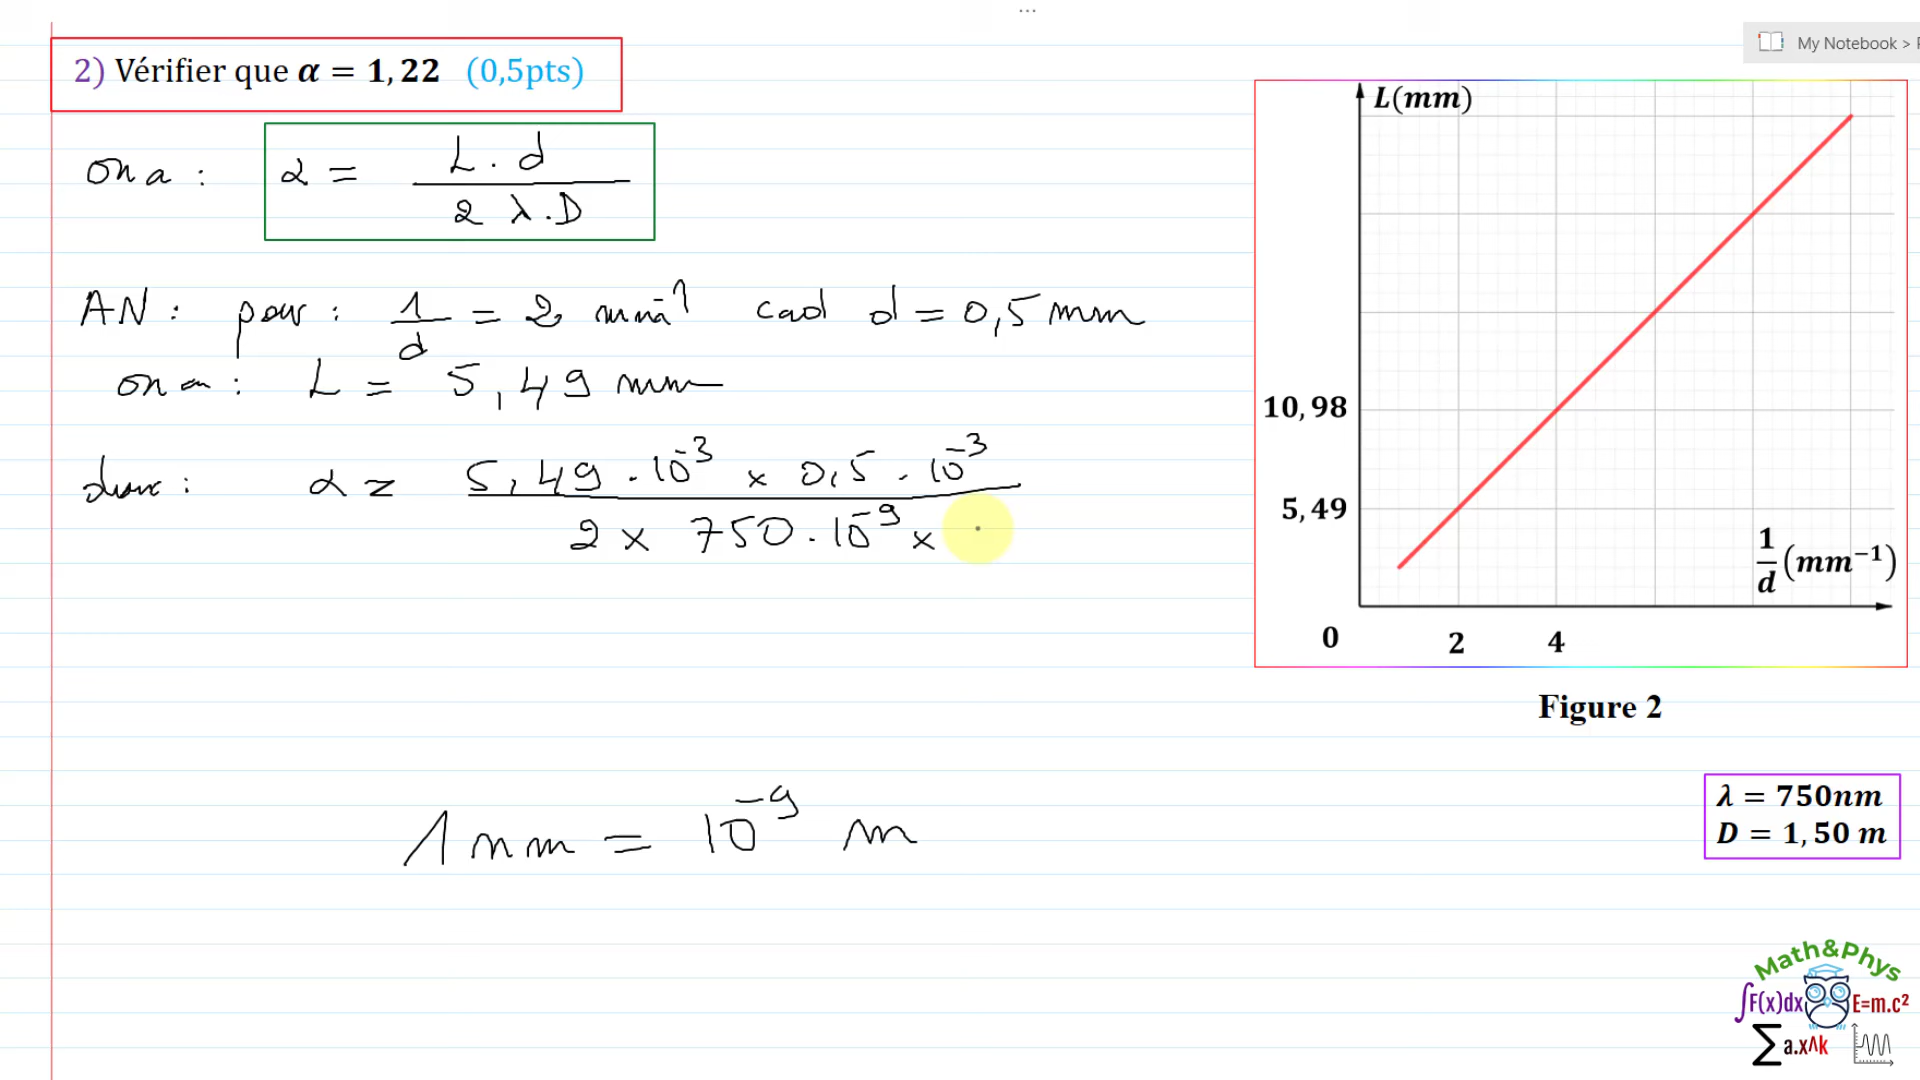 ...
My Notebook >
2) Vérifier que α = 1, 22 (0,5pts)
on a : α = L . d / 2 λ . D
AN : pour : 1/d = 2 mm⁻¹ cad d = 0,5 mm
on a : L = 5,49 mm
donc : α = 5,49 . 10⁻³ x 0,5 . 10⁻³ / 2 x 750 . 10⁻⁹ x
1 nm = 10⁻⁹ m
L(mm)
10, 98
5, 49
1/d (mm⁻¹)
0 2 4
Figure 2
λ = 750nm
D = 1, 50 m
Math&Phys
∫F(x)dx E=m.c²
∑ a.x∧k